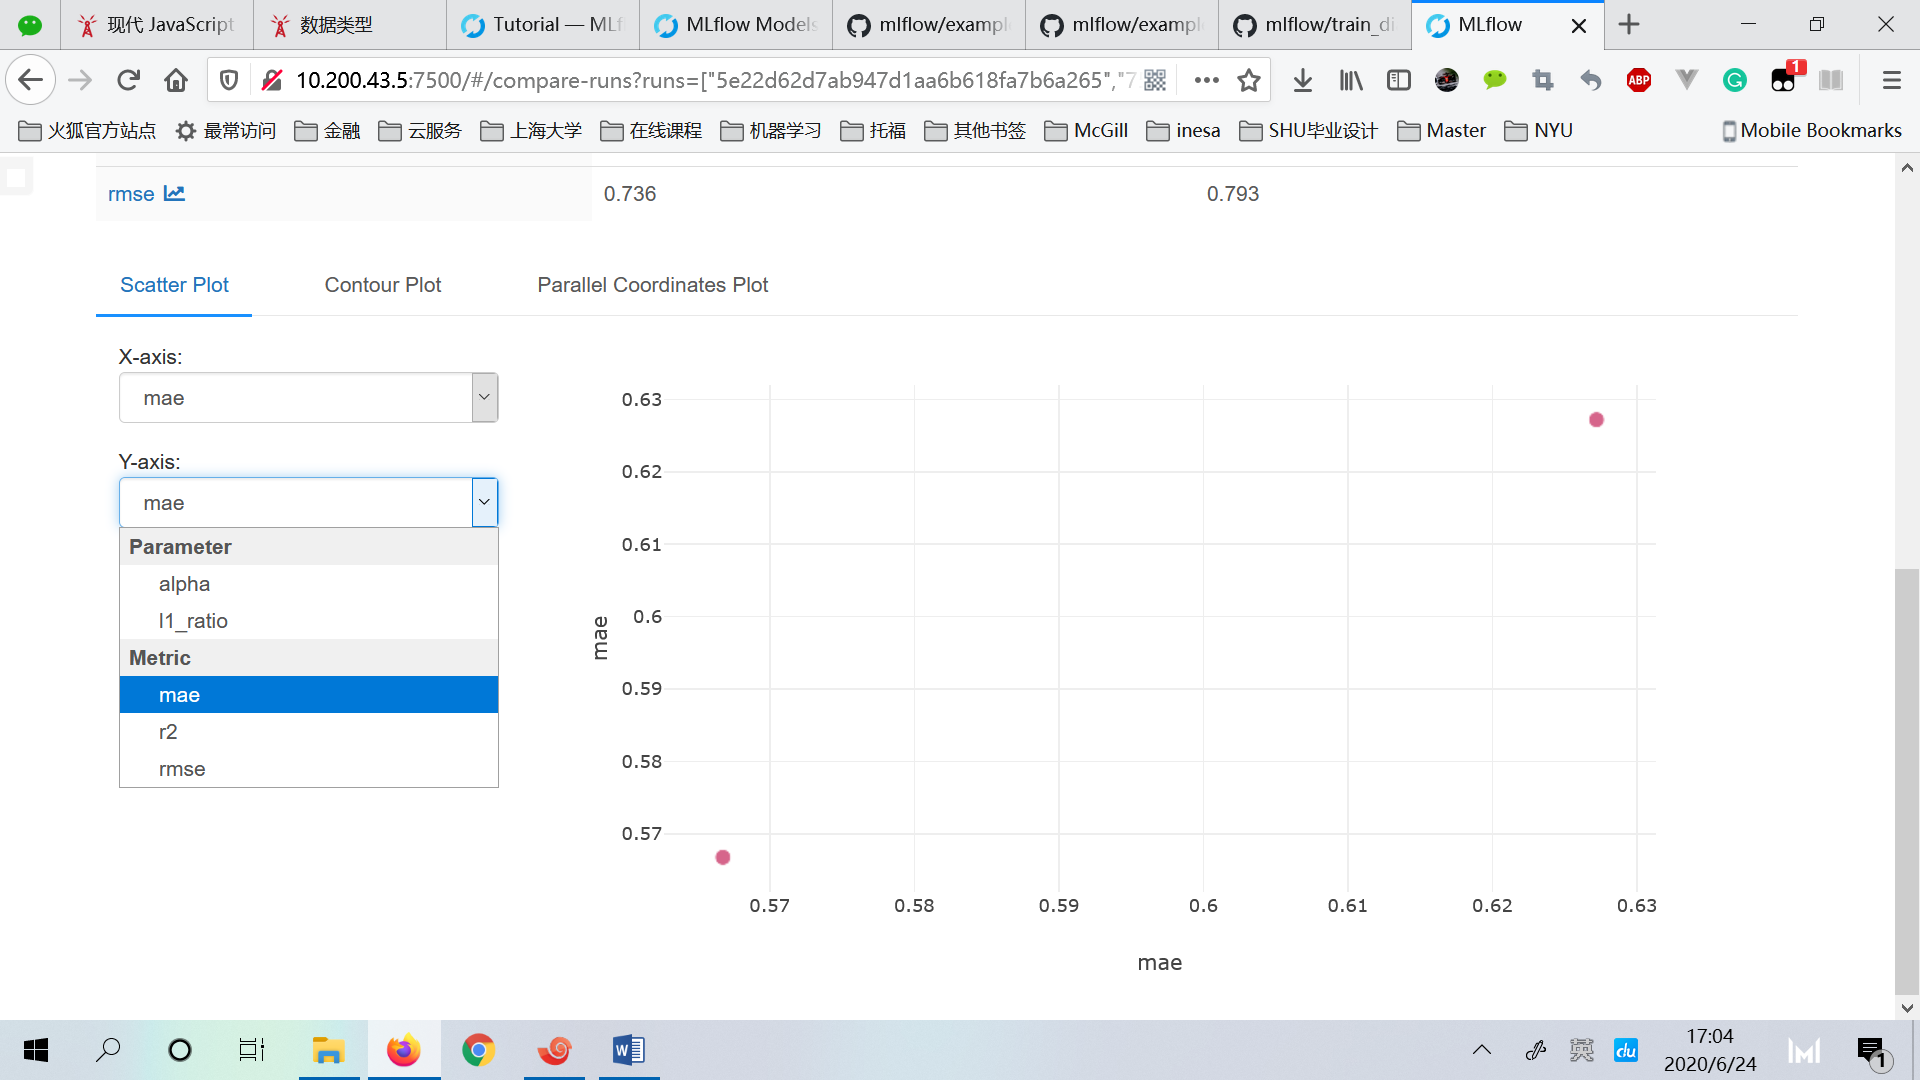 现代 JavaScript
数据类型
Tutorial — MLf
MLflow Models
mlflow/exampl
mlflow/example
mlflow/train_di
MLflow
10.200.43.5:7500/#/compare-runs?runs=["5e22d62d7ab947d1aa6b618fa7b6a265","7
ABP
1
火狐官方站点
最常访问
金融
云服务
上海大学
在线课程
机器学习
托福
其他书签
McGill
inesa
SHU毕业设计
Master
NYU
Mobile Bookmarks
rmse 0.736 0.793
Scatter Plot Contour Plot Parallel Coordinates Plot
X-axis:
mae
Y-axis:
mae
Parameter
alpha
l1_ratio
Metric
mae
r2
rmse
0.63
0.62
0.61
0.6
0.59
0.58
0.57
mae
0.57 0.58 0.59 0.6 0.61 0.62 0.63
mae
英
du
17:04
2020/6/24
1